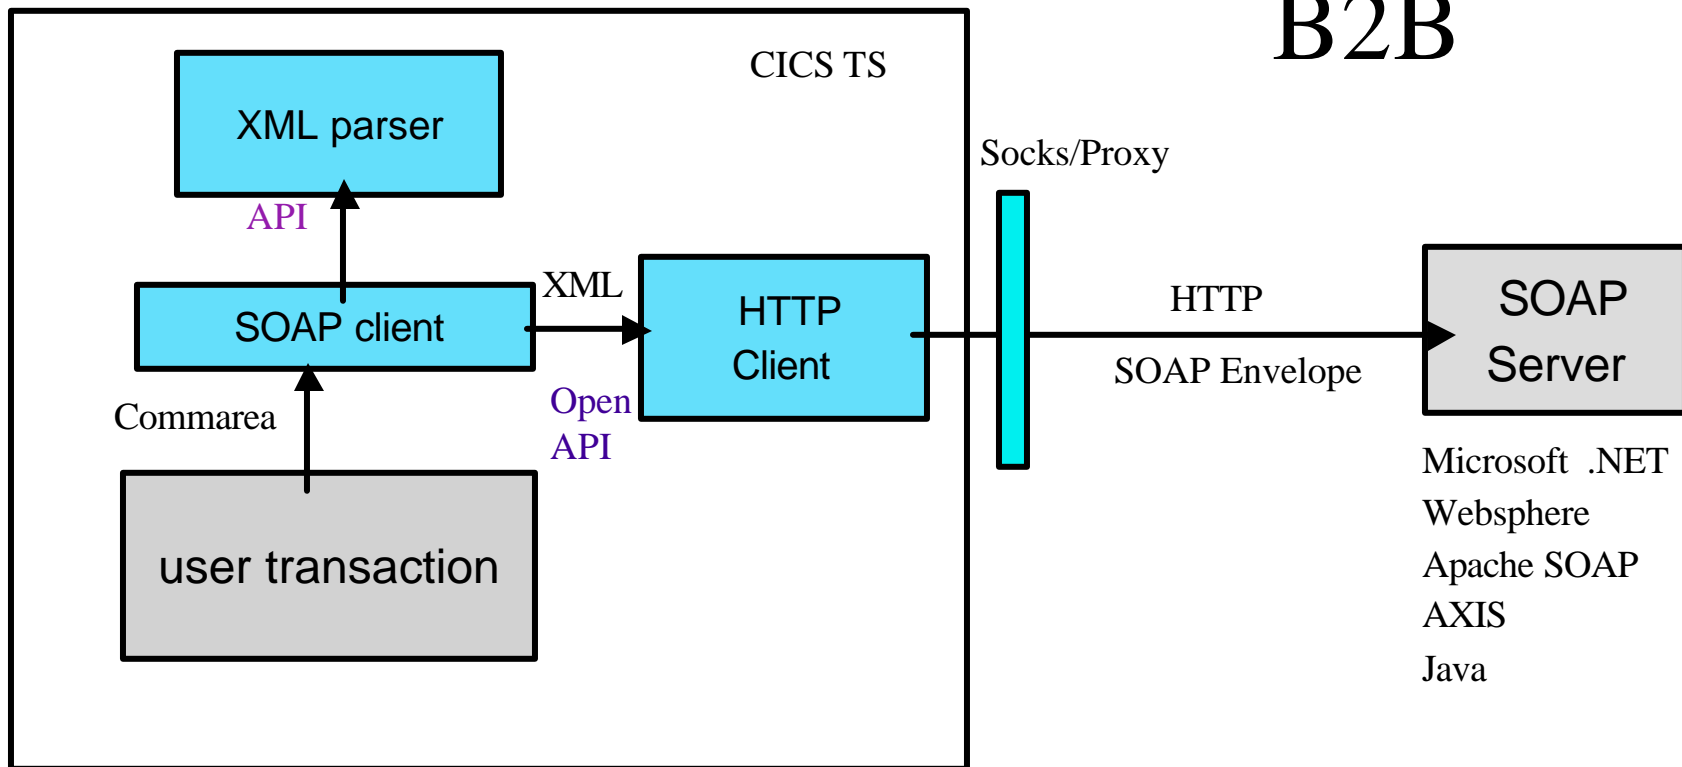 B2B
CICS TS
XML parser
Socks/Proxy
API
XML
HTTP
Client
HTTP
SOAP
Server
SOAP client
SOAP Envelope
Commarea
Open
API
user transaction
Microsoft .NET
Websphere
Apache SOAP
AXIS
Java